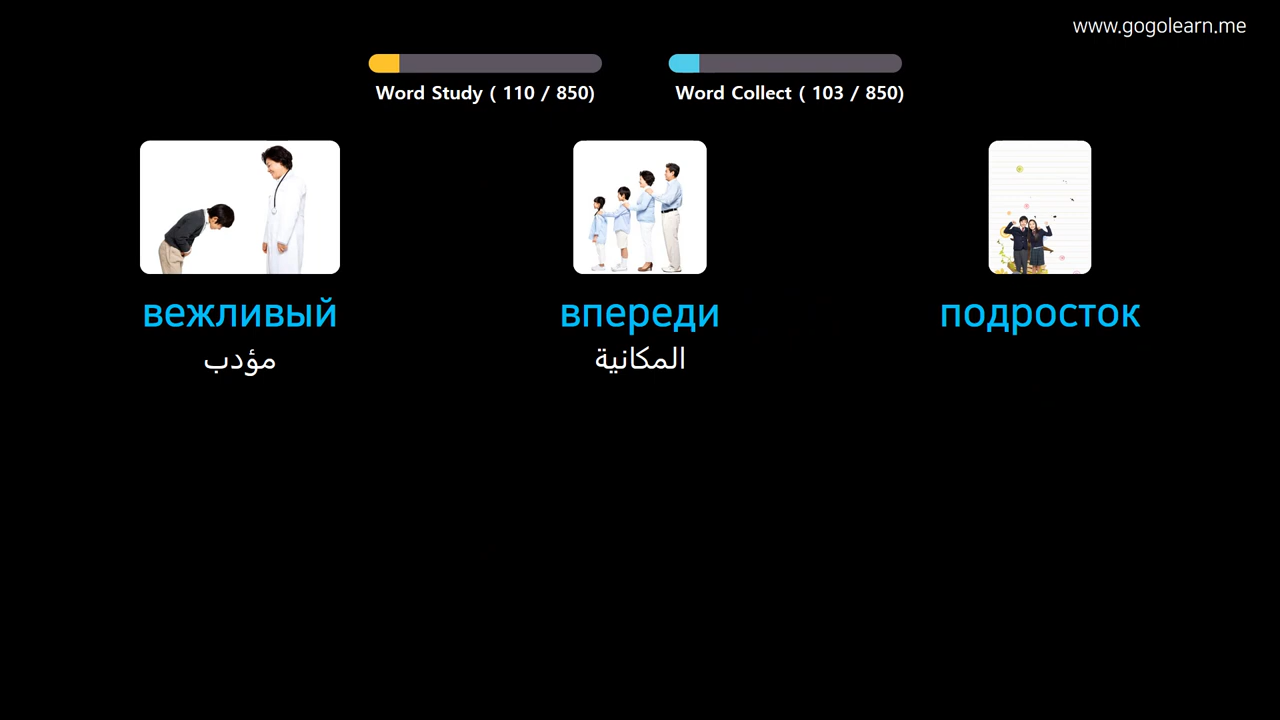 www.gogolearn.me
Word Study ( 110 / 850)
Word Collect ( 103 / 850)
вежливый
впереди
подросток
مؤدب
المكانية